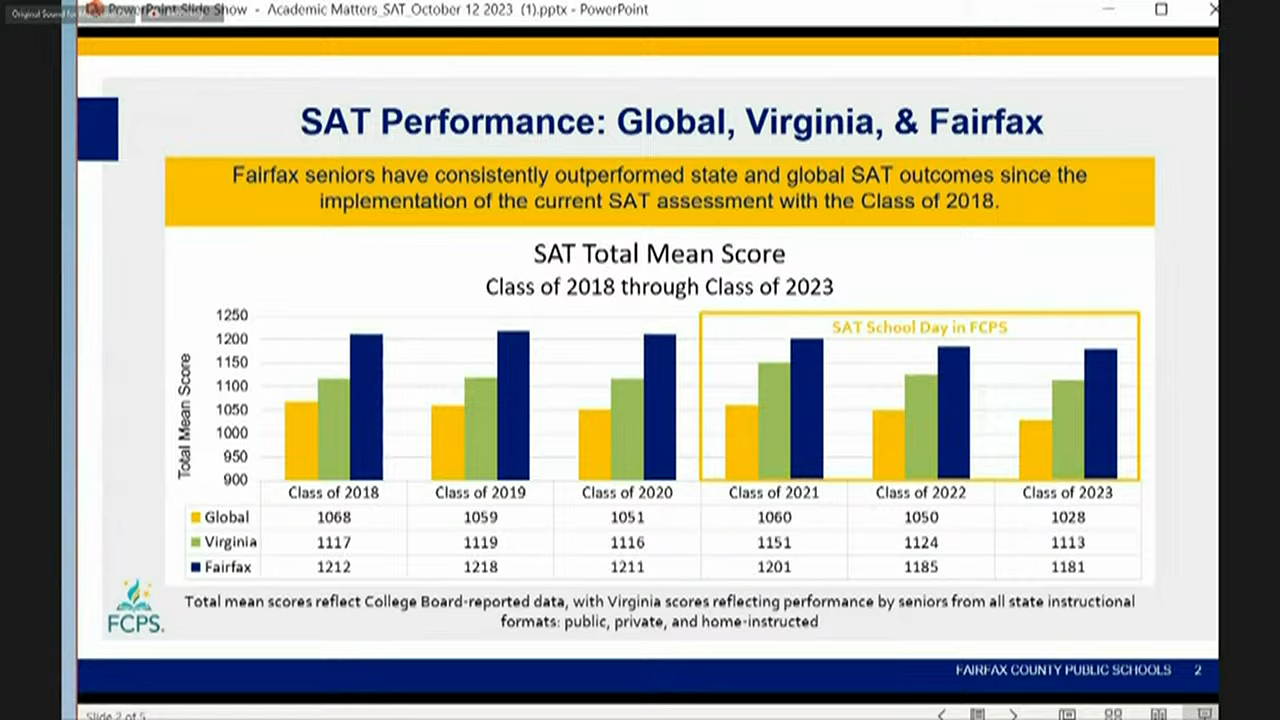 PowerPoint Slide Show - Academic Matters_SAT_October 12 2023 (1).pptx - PowerPoint
SAT Performance: Global, Virginia, & Fairfax
Fairfax seniors have consistently outperformed state and global SAT outcomes since the
implementation of the current SAT assessment with the Class of 2018.
SAT Total Mean Score
Class of 2018 through Class of 2023
SAT School Day in FCPS
Total Mean Score
1250
1200
1150
1100
1050
1000
950
900
Class of 2018 Class of 2019 Class of 2020 Class of 2021 Class of 2022 Class of 2023
Global 1068 1059 1051 1060 1050 1028
Virginia 1117 1119 1116 1151 1124 1113
Fairfax 1212 1218 1211 1201 1185 1181
Total mean scores reflect College Board-reported data, with Virginia scores reflecting performance by seniors from all state instructional
formats: public, private, and home-instructed
FCPS.
FAIRFAX COUNTY PUBLIC SCHOOLS 2
Slide 2 of 5